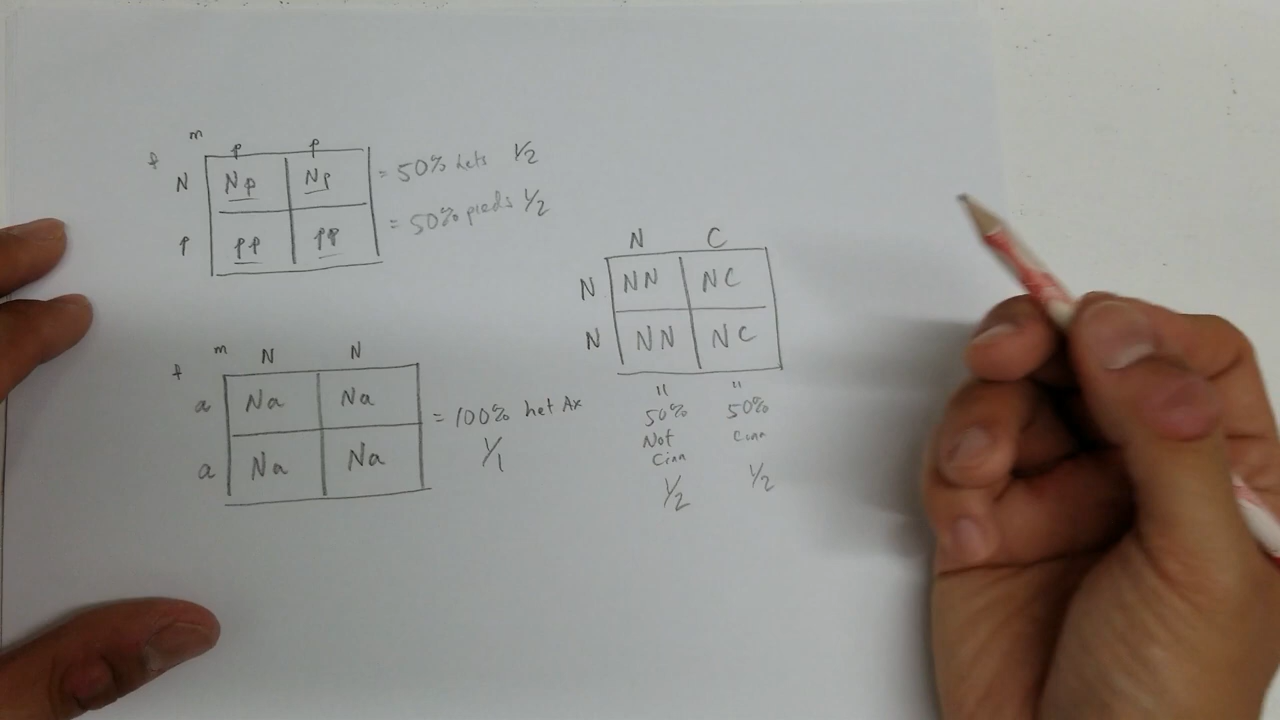 m
f p p
N Np Np = 50% hets 1/2
p pp pp = 50% pieds 1/2
N C
N NN NC
N NN NC
" "
50% 50%
Not Cinn
Cinn
1/2 1/2
m N N
f
a Na Na = 100% het Ax
a Na Na 1/1